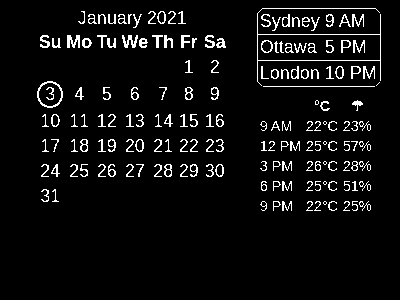 January 2021
Su Mo Tu We Th Fr Sa
1 2
3 4 5 6 7 8 9
10 11 12 13 14 15 16
17 18 19 20 21 22 23
24 25 26 27 28 29 30
31
Sydney 9 AM
Ottawa 5 PM
London 10 PM
°C ☂
9 AM 22°C 23%
12 PM 25°C 57%
3 PM 26°C 28%
6 PM 25°C 51%
9 PM 22°C 25%